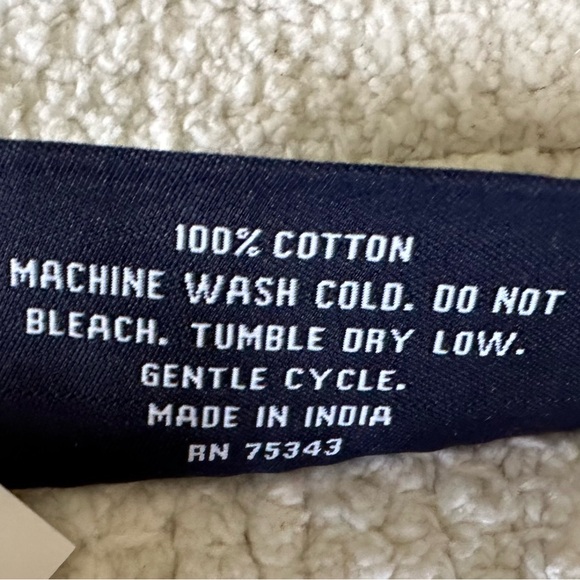 100% COTTON
MACHINE WASH COLD. DO NOT
BLEACH. TUMBLE DRY LOW.
GENTLE CYCLE.
MADE IN INDIA
RN 75343